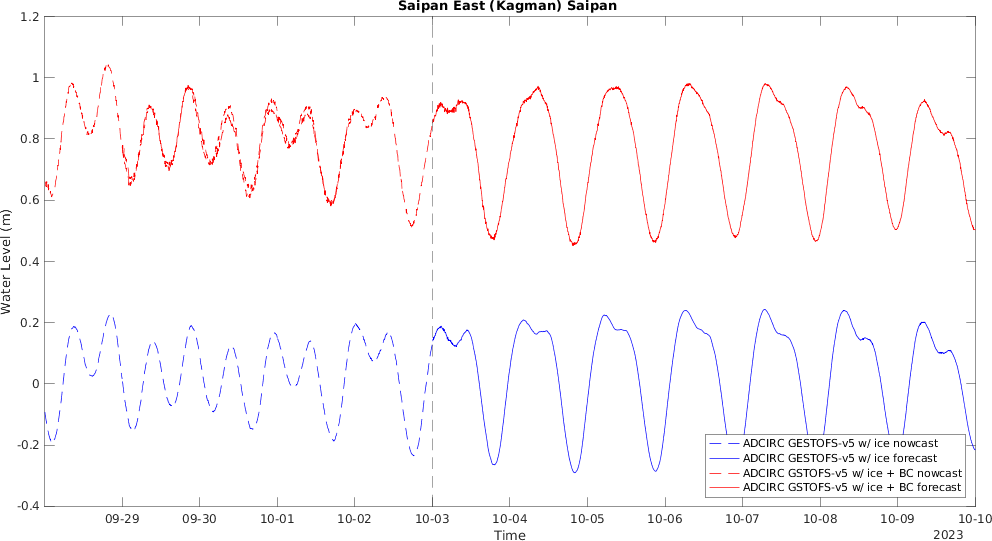 Saipan East (Kagman) Saipan
Water Level (m)
1.2
1
0.8
0.6
0.4
0.2
0
-0.2
-0.4
ADCIRC GESTOFS-v5 w/ ice nowcast
ADCIRC GESTOFS-v5 w/ ice forecast
ADCIRC GSTOFS-v5 w/ ice + BC nowcast
ADCIRC GSTOFS-v5 w/ ice + BC forecast
09-29 09-30 10-01 10-02 10-03 10-04 10-05 10-06 10-07 10-08 10-09 10-10
Time
2023